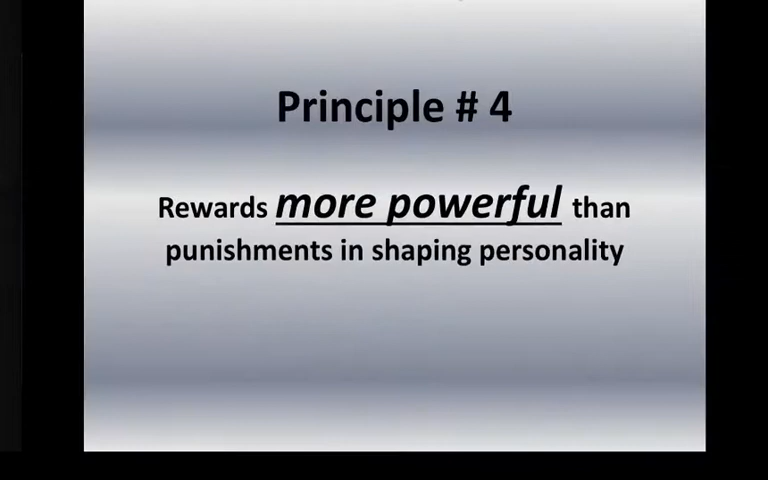 Principle # 4
Rewards more powerful than
punishments in shaping personality